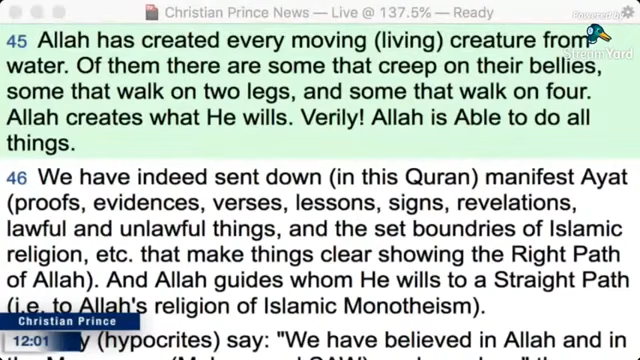 Christian Prince News — Live @ 137.5% — Ready
Powered by
StreamYard
45 Allah has created every moving (living) creature from
water. Of them there are some that creep on their bellies,
some that walk on two legs, and some that walk on four.
Allah creates what He wills. Verily! Allah is Able to do all
things.
46 We have indeed sent down (in this Quran) manifest Ayat
(proofs, evidences, verses, lessons, signs, revelations,
lawful and unlawful things, and the set boundries of Islamic
religion, etc. that make things clear showing the Right Path
of Allah). And Allah guides whom He wills to a Straight Path
(i.e. to Allah's religion of Islamic Monotheism).
Christian Prince
12:01
(hypocrites) say: "We have believed in Allah and in